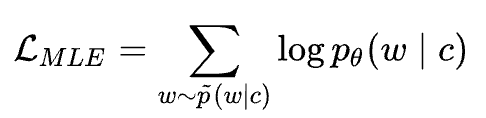 ℒ_{MLE} = ∑_{w∼p̃(w|c)} log p_θ(w | c)